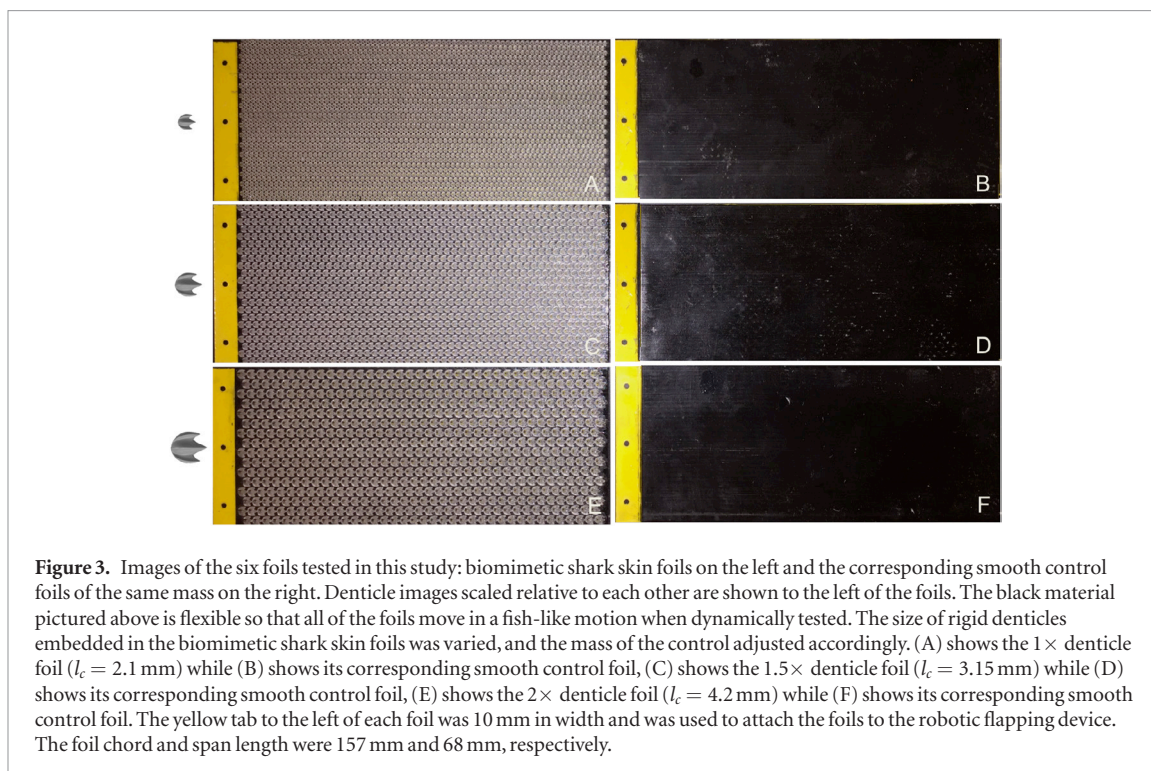 A
B
C
D
E
F
Figure 3. Images of the six foils tested in this study: biomimetic shark skin foils on the left and the corresponding smooth control
foils of the same mass on the right. Denticle images scaled relative to each other are shown to the left of the foils. The black material
pictured above is flexible so that all of the foils move in a fish-like motion when dynamically tested. The size of rigid denticles
embedded in the biomimetic shark skin foils was varied, and the mass of the control adjusted accordingly. (A) shows the 1× denticle
foil (lc = 2.1 mm) while (B) shows its corresponding smooth control foil, (C) shows the 1.5× denticle foil (lc = 3.15 mm) while (D)
shows its corresponding smooth control foil, (E) shows the 2× denticle foil (lc = 4.2 mm) while (F) shows its corresponding smooth
control foil. The yellow tab to the left of each foil was 10 mm in width and was used to attach the foils to the robotic flapping device.
The foil chord and span length were 157 mm and 68 mm, respectively.